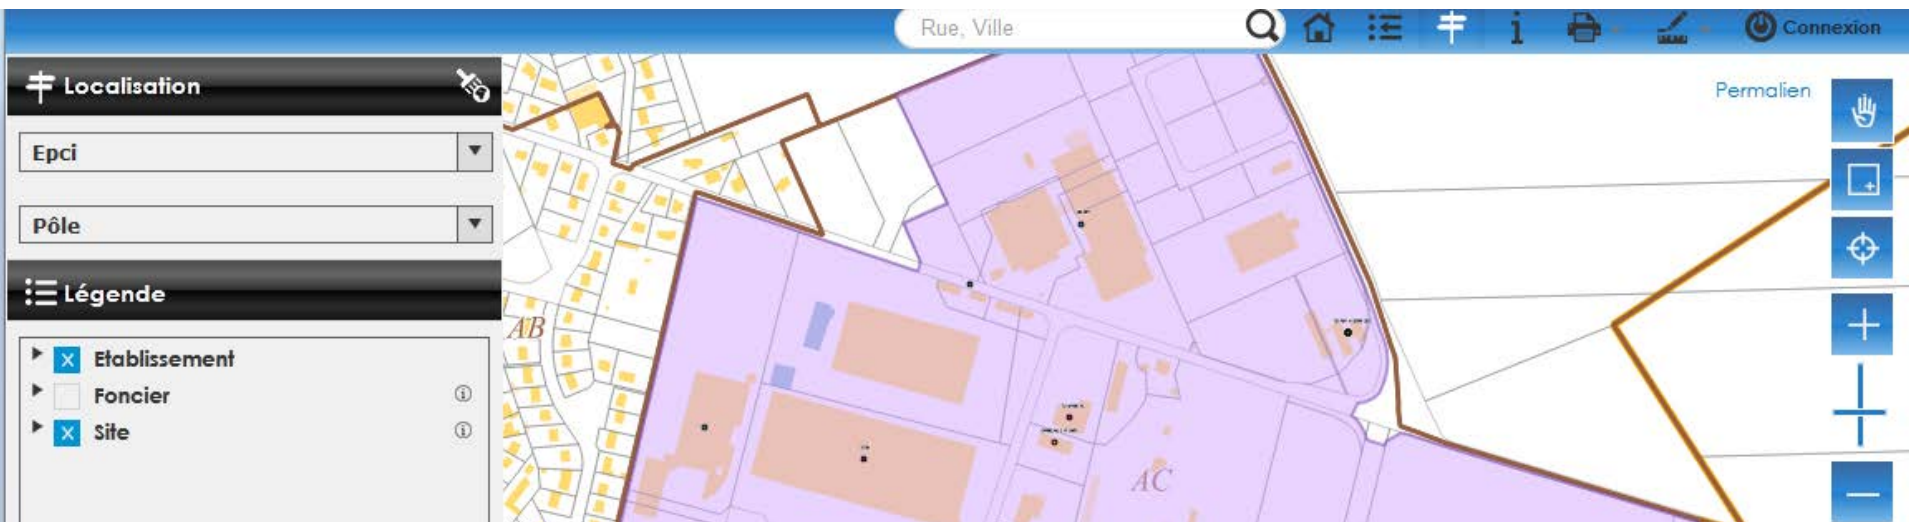 Rue, Ville
Connexion
Localisation
Permalien
Epci
Pôle
Légende
Etablissement
Foncier
Site
AB
AC